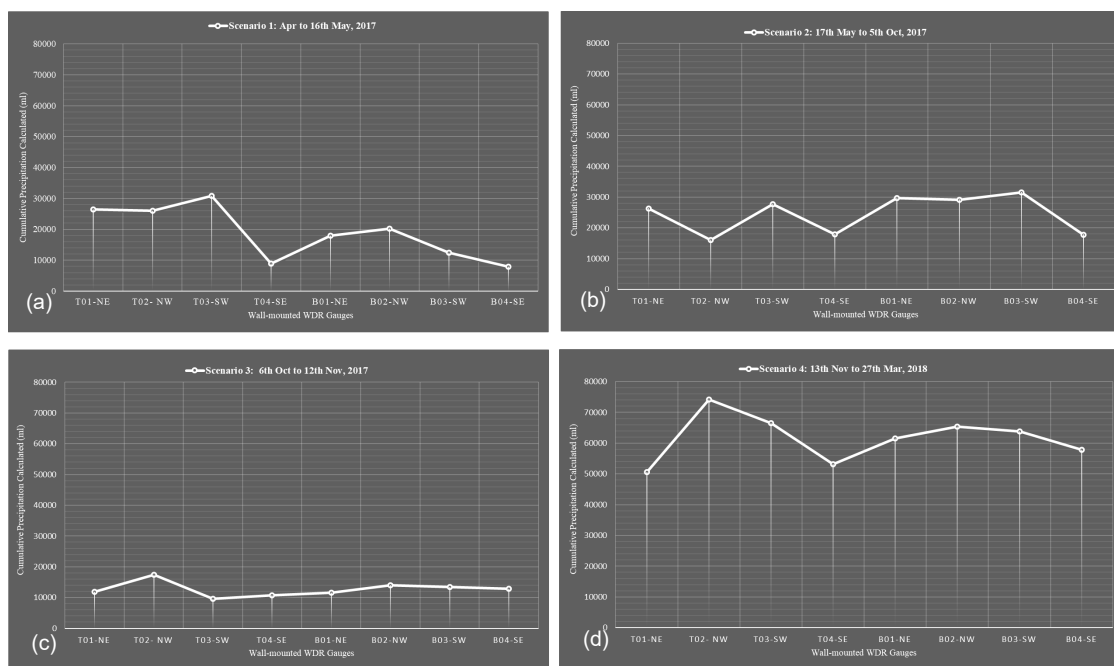 Scenario 1: Apr to 16th May, 2017
80000
70000
60000
50000
40000
30000
20000
10000
0
Cumulative Precipitation Calculated (ml)
T01-NE T02- NW T03-SW T04-SE B01-NE B02-NW B03-SW B04-SE
Wall-mounted WDR Gauges
(a)
Scenario 2: 17th May to 5th Oct, 2017
80000
70000
60000
50000
40000
30000
20000
10000
0
Cumulative Precipitation Calculated (ml)
T01-NE T02- NW T03-SW T04-SE B01-NE B02-NW B03-SW B04-SE
Wall-mounted WDR Gauges
(b)
Scenario 3: 6th Oct to 12th Nov, 2017
80000
70000
60000
50000
40000
30000
20000
10000
0
Cumulative Precipitation Calculated (ml)
T01-NE T02- NW T03-SW T04-SE B01-NE B02-NW B03-SW B04-SE
Wall-mounted WDR Gauges
(c)
Scenario 4: 13th Nov to 27th Mar, 2018
80000
70000
60000
50000
40000
30000
20000
10000
0
Cumulative Precipitation Calculated (ml)
T01-NE T02- NW T03-SW T04-SE B01-NE B02-NW B03-SW B04-SE
Wall-mounted WDR Gauges
(d)